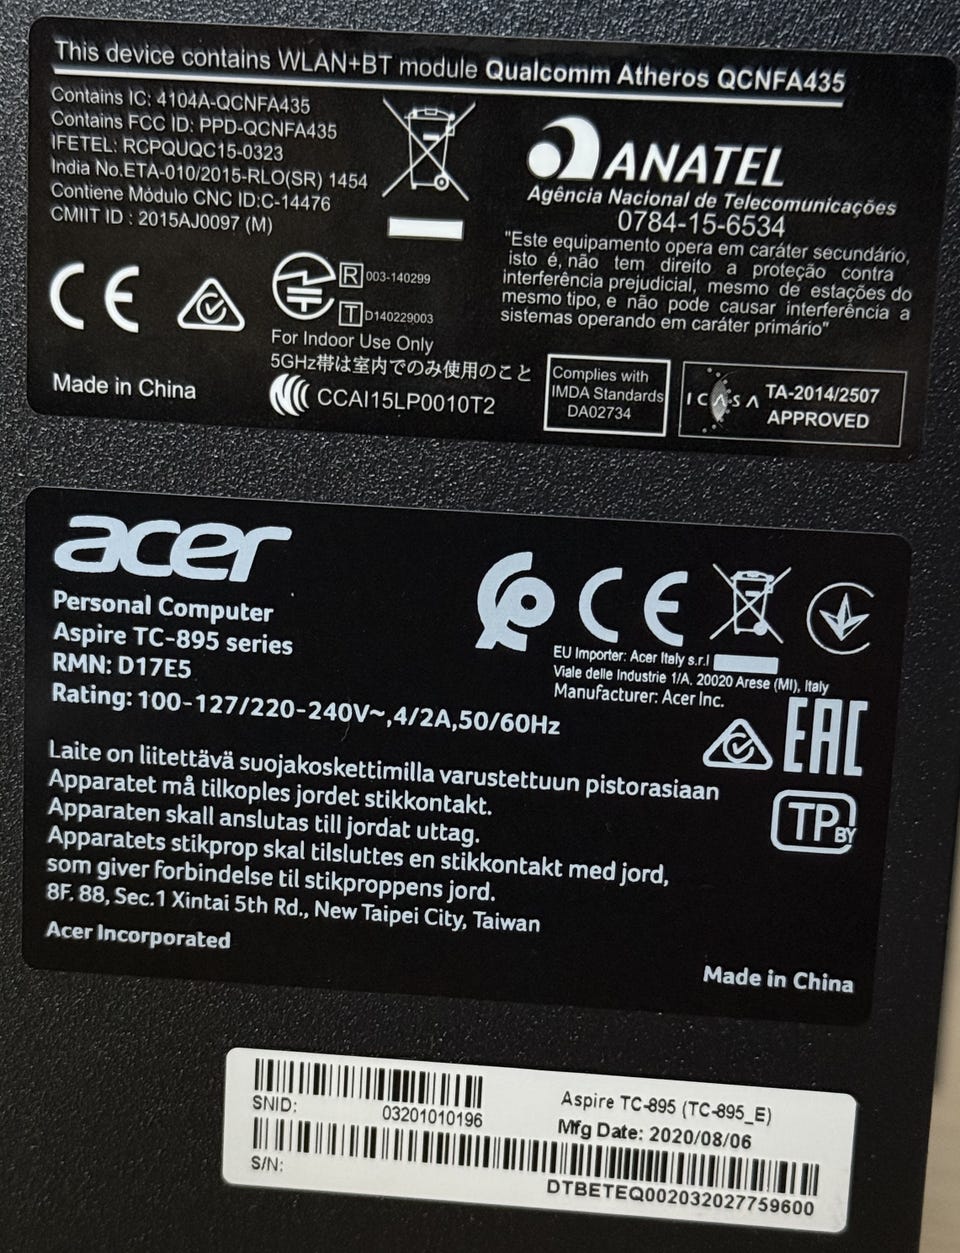 This device contains WLAN+BT module Qualcomm Atheros QCNFA435
Contains IC: 4104A-QCNFA435
Contains FCC ID: PPD-QCNFA435
IFETEL: RCPQUQC15-0323
India No.ETA-010/2015-RLO(SR) 1454
Contiene Módulo CNC ID:C-14476
CMIIT ID : 2015AJ0097 (M)
ANATEL
Agência Nacional de Telecomunicações
0784-15-6534
"Este equipamento opera em caráter secundário,
isto é, não tem direito a proteção contra
interferência prejudicial, mesmo de estações do
mesmo tipo, e não pode causar interferência a
sistemas operando em caráter primário"
CE
R 003-140299
T D140229003
For Indoor Use Only
5GHz帯は室内でのみ使用のこと
Made in China
CCAI15LP0010T2
Complies with
IMDA Standards
DA02734
ICASA
TA-2014/2507
APPROVED
acer
Personal Computer
Aspire TC-895 series
RMN: D17E5
Rating: 100-127/220-240V~,4/2A,50/60Hz
CE
EU Importer: Acer Italy s.r.l
Viale delle Industrie 1/A, 20020 Arese (MI), Italy
Manufacturer: Acer Inc.
EAC
TP BY
Laite on liitettävä suojakoskettimilla varustettuun pistorasiaan
Apparatet må tilkoples jordet stikkontakt.
Apparaten skall anslutas till jordat uttag.
Apparatets stikprop skal tilsluttes en stikkontakt med jord,
som giver forbindelse til stikproppens jord.
8F. 88, Sec.1 Xintai 5th Rd., New Taipei City, Taiwan
Acer Incorporated
Made in China
SNID:
03201010196
Aspire TC-895 (TC-895_E)
Mfg Date: 2020/08/06
S/N:
DTBETEQ002032027759600